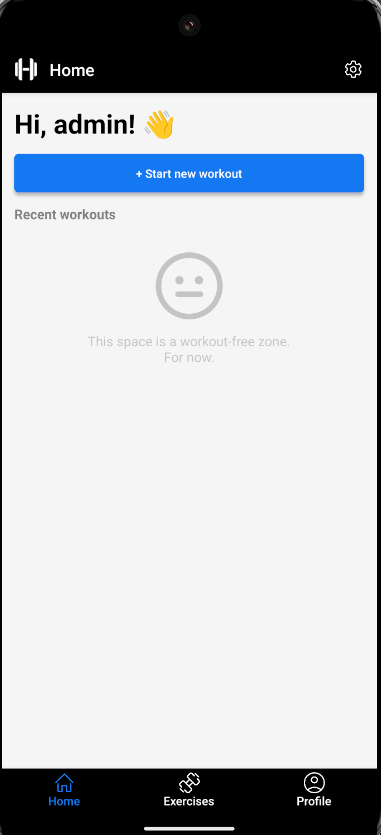 Home
Hi, admin! 👋
+ Start new workout
Recent workouts
This space is a workout-free zone.
For now.
Home
Exercises
Profile